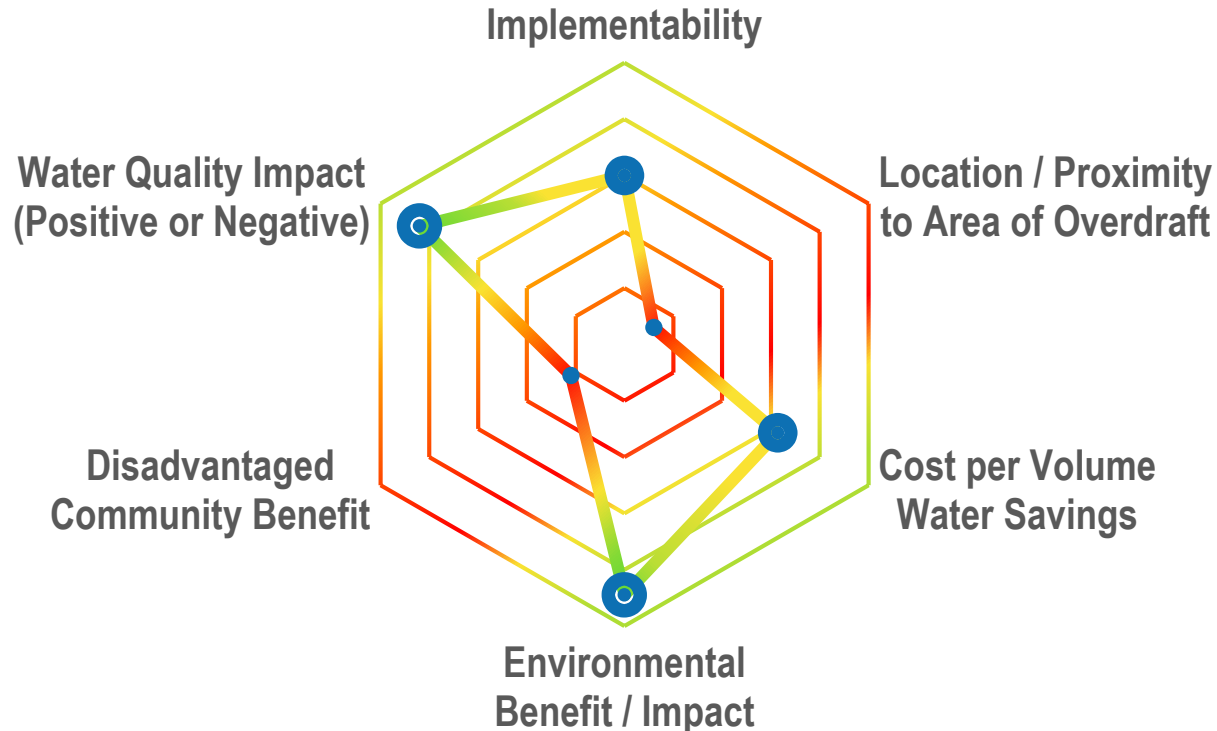 Implementability
Water Quality Impact
(Positive or Negative)
Location / Proximity
to Area of Overdraft
Disadvantaged
Community Benefit
Cost per Volume
Water Savings
Environmental
Benefit / Impact